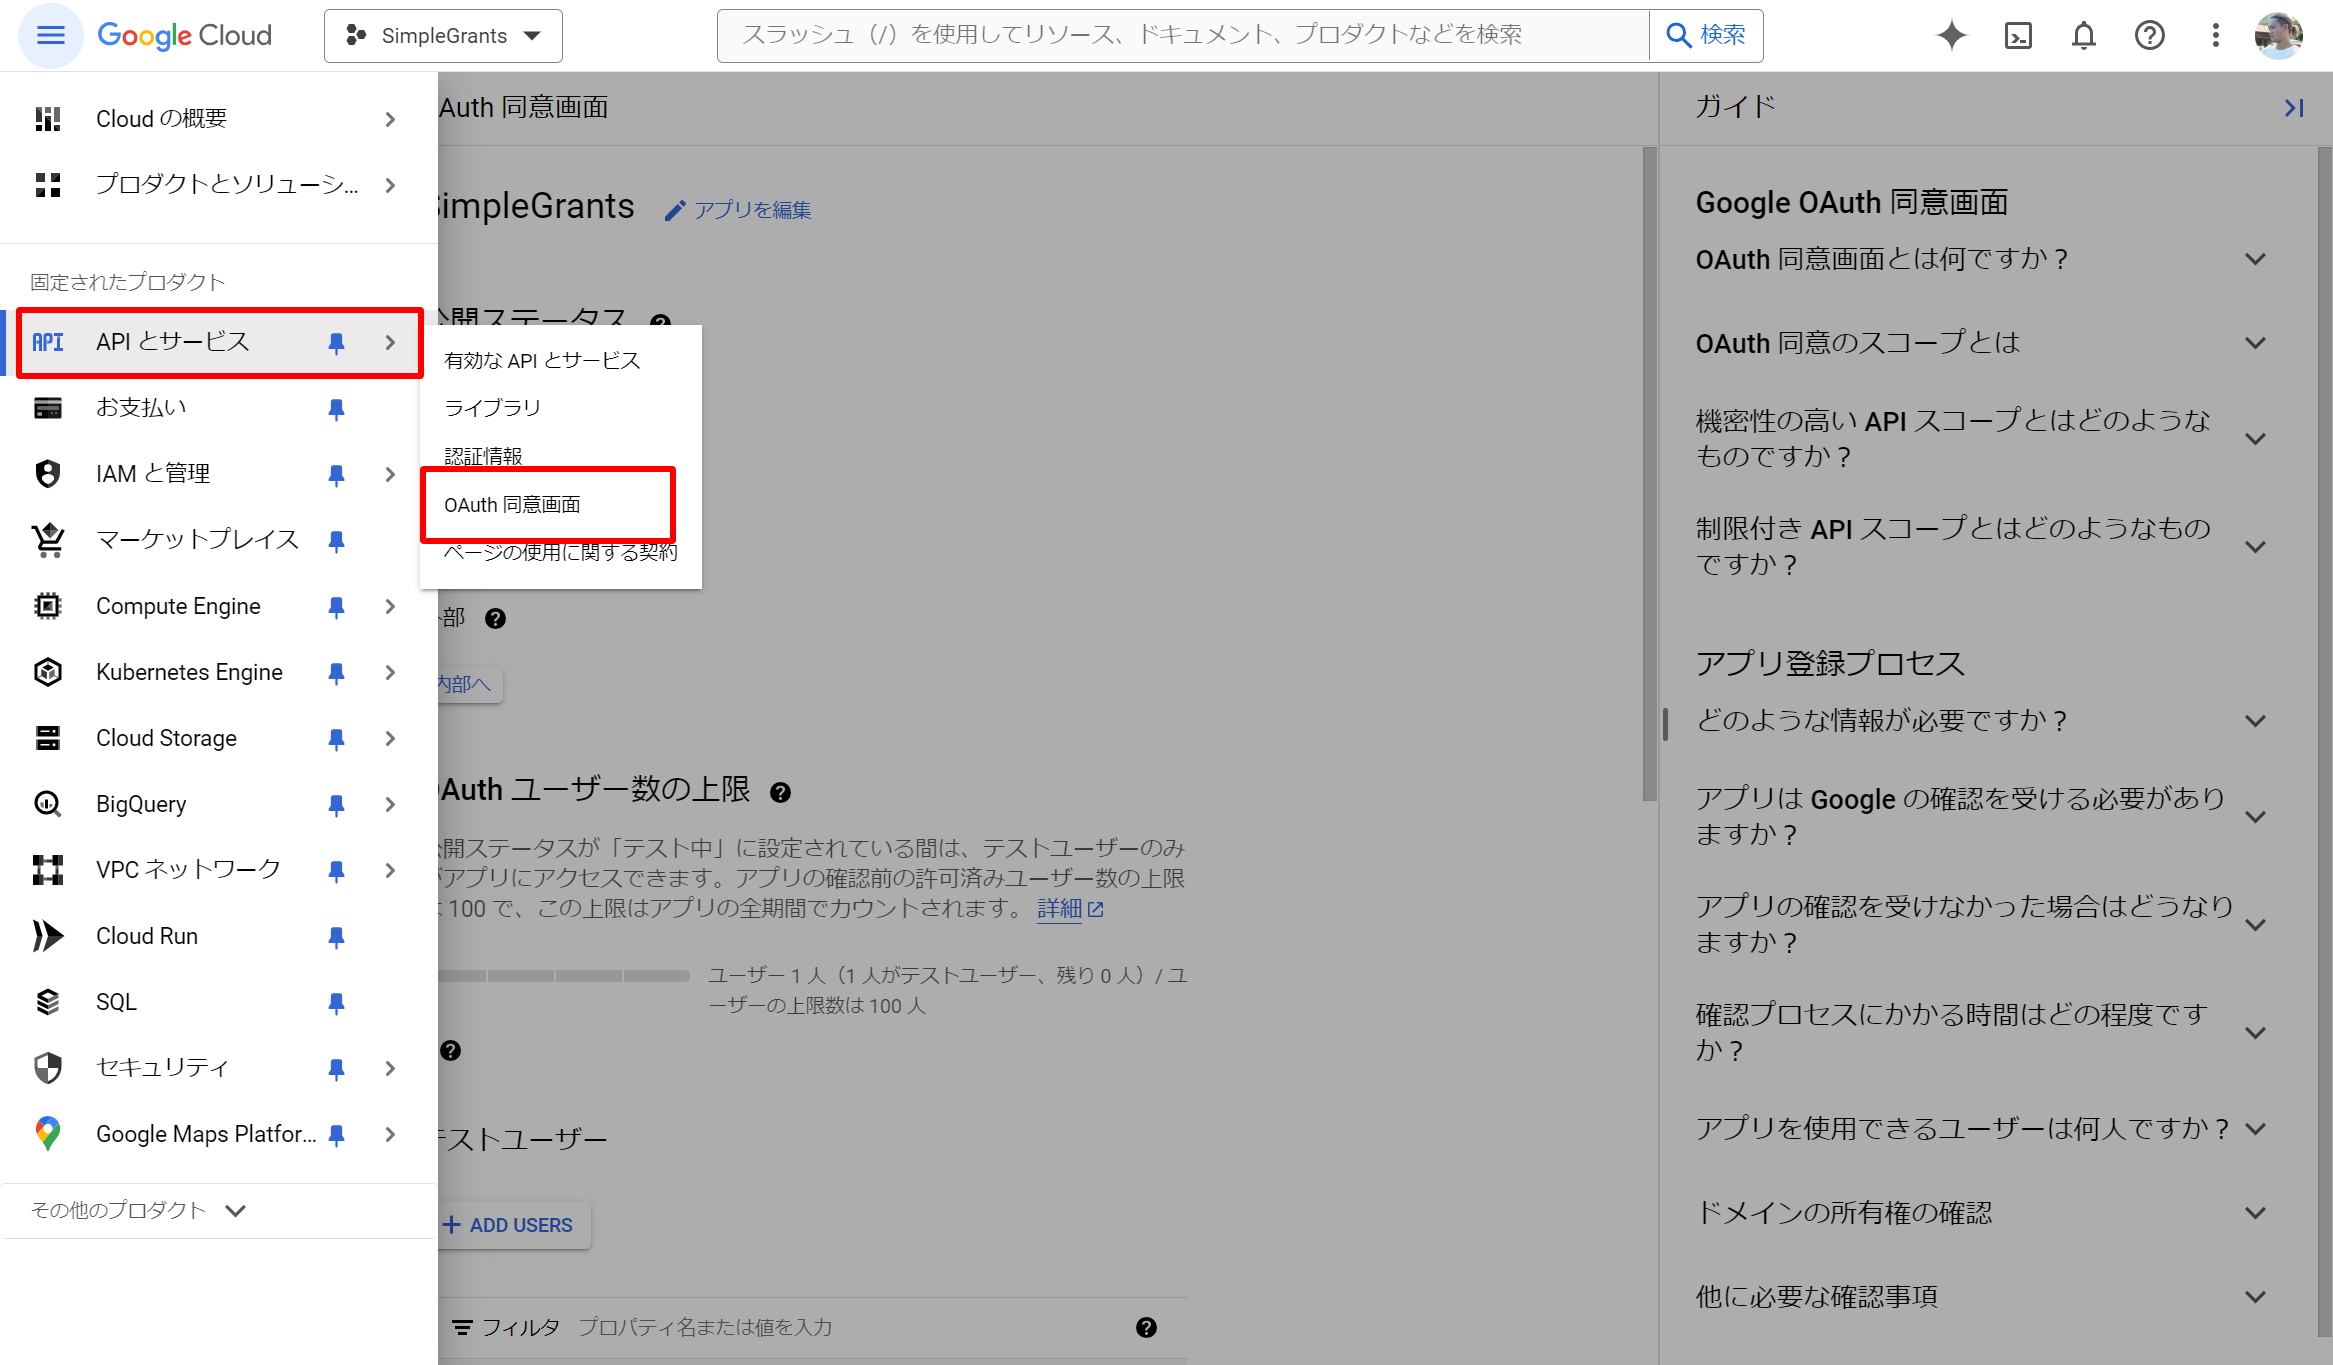 Google Cloud
SimpleGrants
スラッシュ（/）を使用してリソース、ドキュメント、プロダクトなどを検索
検索
Cloud の概要
プロダクトとソリューシ...
固定されたプロダクト
API API とサービス
お支払い
IAM と管理
マーケットプレイス
Compute Engine
Kubernetes Engine
Cloud Storage
BigQuery
VPC ネットワーク
Cloud Run
SQL
セキュリティ
Google Maps Platfor...
その他のプロダクト
有効な API とサービス
ライブラリ
認証情報
OAuth 同意画面
ページの使用に関する契約
Auth 同意画面
SimpleGrants
アプリを編集
公開ステータス
部
内部へ
OAuth ユーザー数の上限
公開ステータスが「テスト中」に設定されている間は、テストユーザーのみ
がアプリにアクセスできます。アプリの確認前の許可済みユーザー数の上限
は 100 で、この上限はアプリの全期間でカウントされます。 詳細
ユーザー 1 人（1 人がテストユーザー、残り 0 人）/ ユ
ーザーの上限数は 100 人
テストユーザー
+ ADD USERS
フィルタ プロパティ名または値を入力
ガイド
Google OAuth 同意画面
OAuth 同意画面とは何ですか？
OAuth 同意のスコープとは
機密性の高い API スコープとはどのような
ものですか？
制限付き API スコープとはどのようなもの
ですか？
アプリ登録プロセス
どのような情報が必要ですか？
アプリは Google の確認を受ける必要があり
ますか？
アプリの確認を受けなかった場合はどうなり
ますか？
確認プロセスにかかる時間はどの程度です
か？
アプリを使用できるユーザーは何人ですか？
ドメインの所有権の確認
他に必要な確認事項